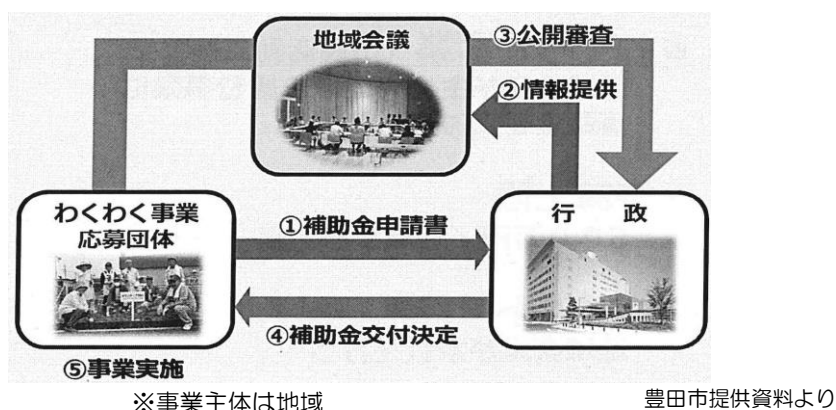 地域会議
③公開審査
②情報提供
わくわく事業
応募団体
①補助金申請書
行　政
④補助金交付決定
⑤事業実施
※事業主体は地域
豊田市提供資料より